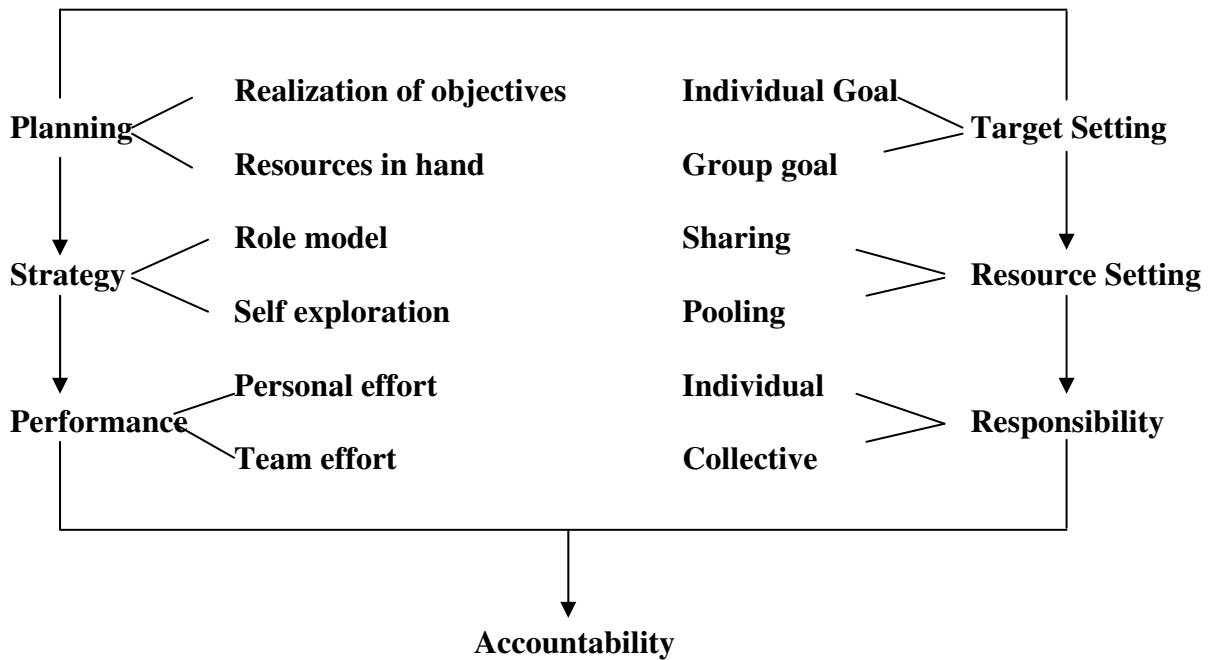 Realization of objectives
Individual Goal
Planning
Target Setting
Resources in hand
Group goal
Role model
Sharing
Strategy
Resource Setting
Self exploration
Pooling
Personal effort
Individual
Performance
Responsibility
Team effort
Collective
Accountability